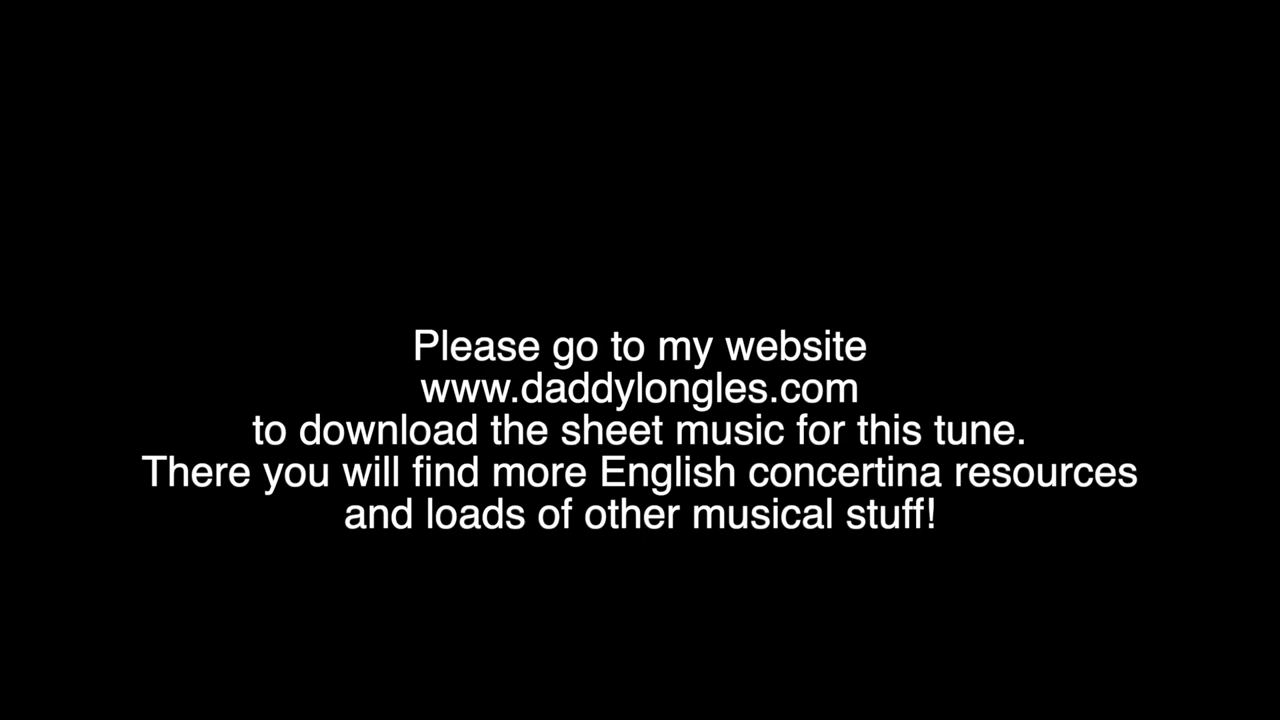 Please go to my website
www.daddylongles.com
to download the sheet music for this tune.
There you will find more English concertina resources
and loads of other musical stuff!